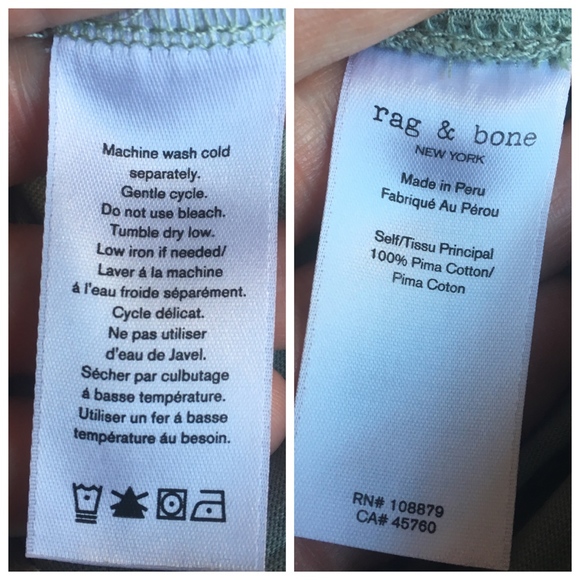 Machine wash cold
separately.
Gentle cycle.
Do not use bleach.
Tumble dry low.
Low iron if needed/
Laver á la machine
á l'eau froide séparément.
Cycle délicat.
Ne pas utiliser
d'eau de Javel.
Sécher par culbutage
á basse température.
Utiliser un fer á basse
température áu besoin.
rag & bone
NEW YORK
Made in Peru
Fabriqué Au Pérou
Self/Tissu Principal
100% Pima Cotton/
Pima Coton
RN# 108879
CA# 45760